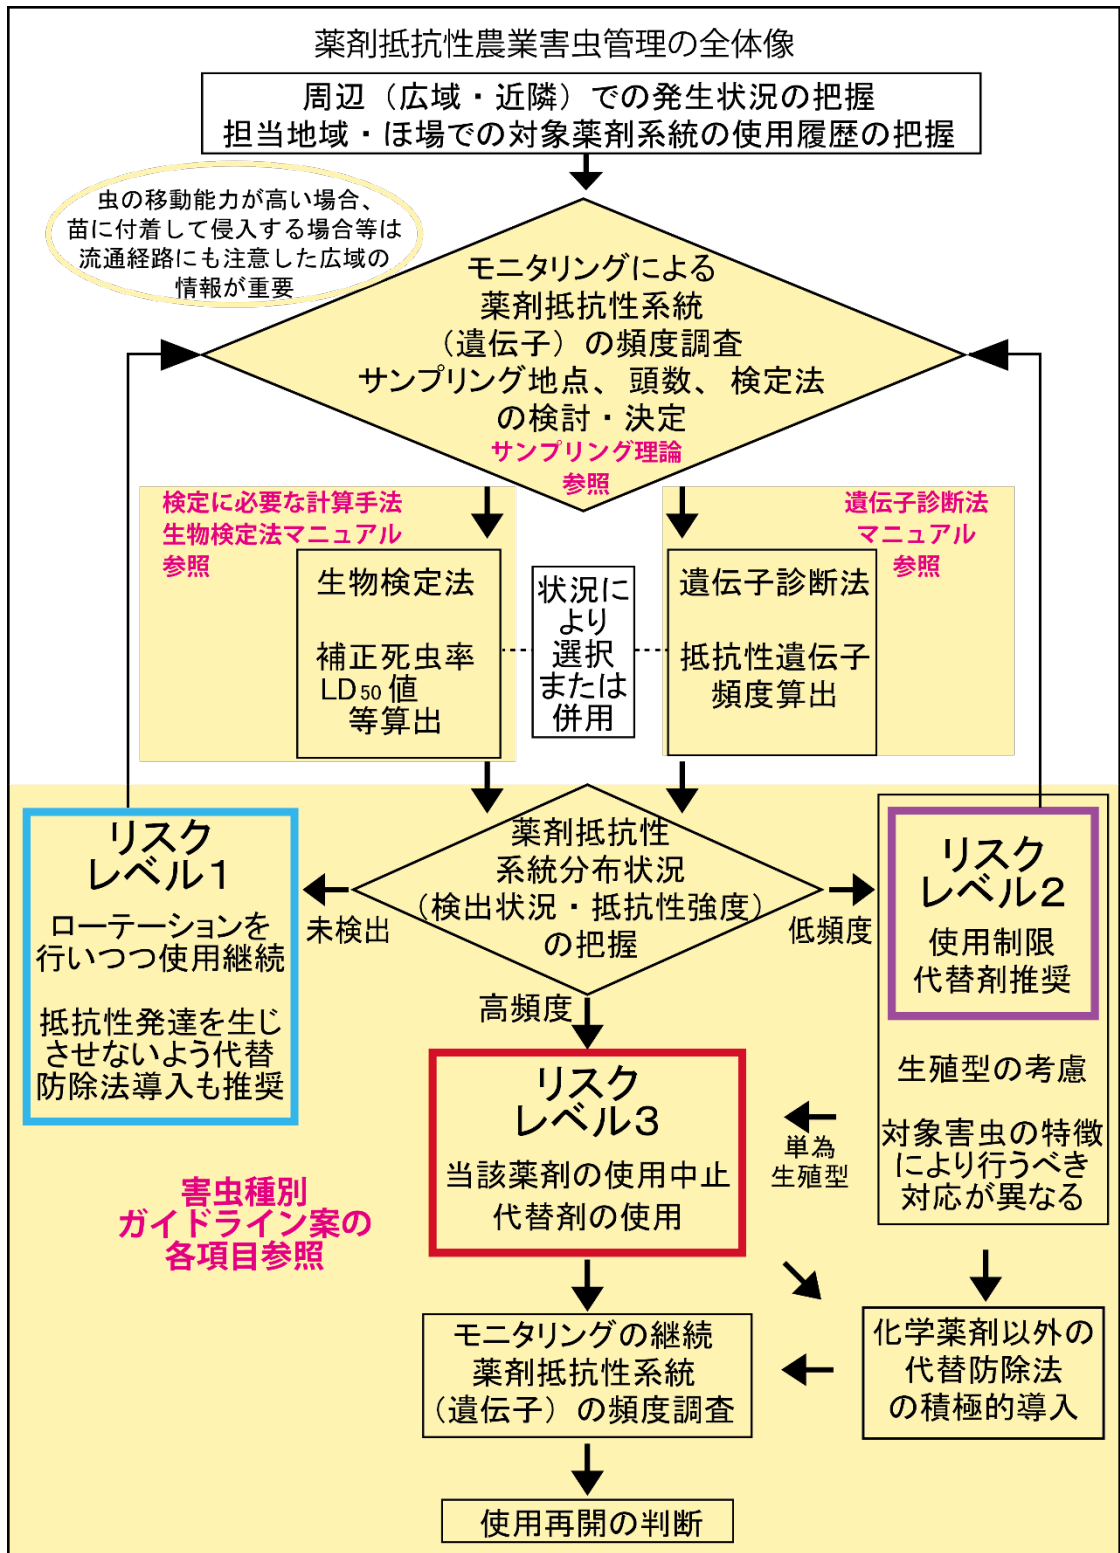 薬剤抵抗性農業害虫管理の全体像
周辺（広域・近隣）での発生状況の把握
担当地域・ほ場での対象薬剤系統の使用履歴の把握
虫の移動能力が高い場合、
苗に付着して侵入する場合等は
流通経路にも注意した広域の
情報が重要
モニタリングによる
薬剤抵抗性系統
（遺伝子）の頻度調査
サンプリング地点、頭数、検定法
の検討・決定
サンプリング理論
参照
検定に必要な計算手法
生物検定法マニュアル
参照
遺伝子診断法
マニュアル
参照
生物検定法
補正死虫率
LD50値
等算出
状況に
より
選択
または
併用
遺伝子診断法
抵抗性遺伝子
頻度算出
薬剤抵抗性
系統分布状況
（検出状況・抵抗性強度）
の把握
未検出
低頻度
高頻度
リスク
レベル１
ローテーションを
行いつつ使用継続
抵抗性発達を生じ
させないよう代替
防除法導入も推奨
リスク
レベル２
使用制限
代替剤推奨
生殖型の考慮
対象害虫の特徴
により行うべき
対応が異なる
リスク
レベル３
当該薬剤の使用中止
代替剤の使用
単為
生殖型
害虫種別
ガイドライン案の
各項目参照
モニタリングの継続
薬剤抵抗性系統
（遺伝子）の頻度調査
化学薬剤以外の
代替防除法
の積極的導入
使用再開の判断